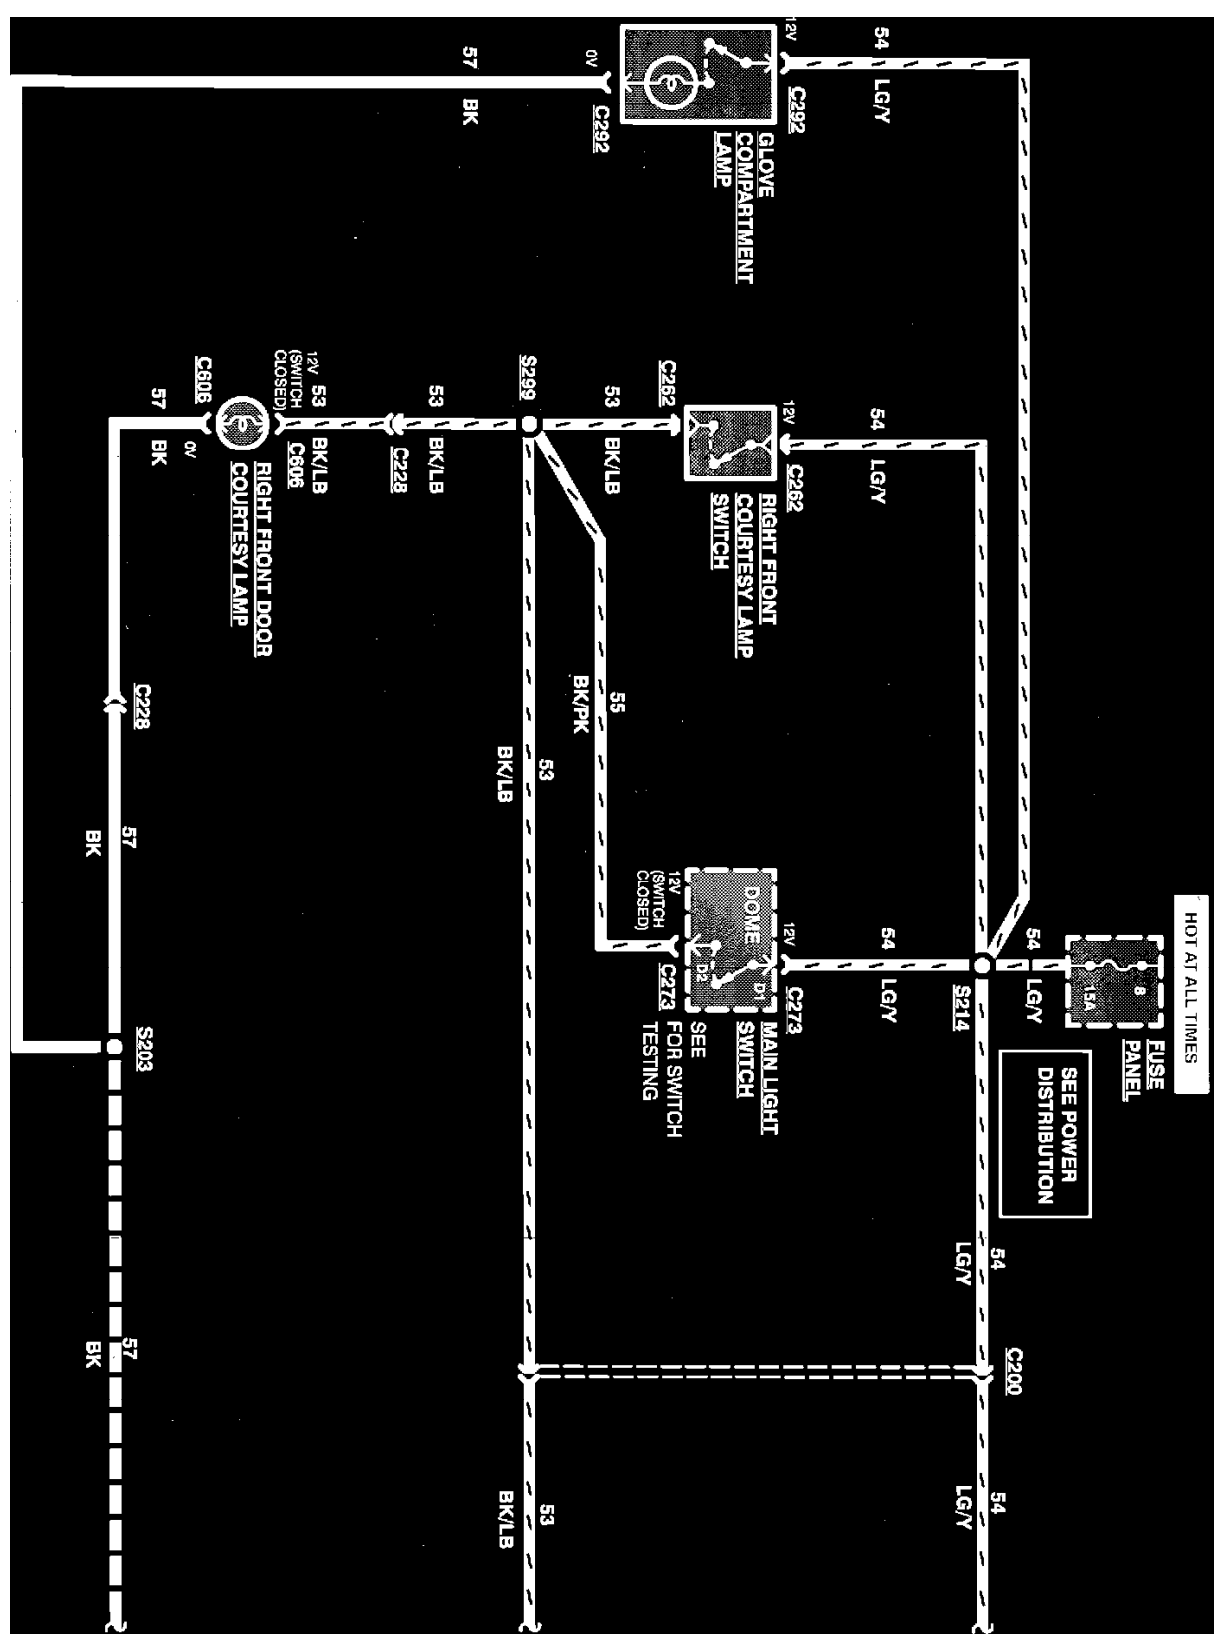 HOT AT ALL TIMES
FUSE
PANEL
8
15A
SEE POWER
DISTRIBUTION
54
LG/Y
S214
54
LG/Y
54
LG/Y
C292
12V
GLOVE
COMPARTMENT
LAMP
0V
C292
57
BK
54
LG/Y
C262
12V
RIGHT FRONT
COURTESY LAMP
SWITCH
C262
53
BK/LB
S299
53
BK/LB
C228
53
BK/LB
12V
(SWITCH
CLOSED)
C606
RIGHT FRONT DOOR
COURTESY LAMP
C606
0V
57
BK
C228
57
BK
S203
57
BK
54
LG/Y
C273
12V
D1
DOME
D2
MAIN LIGHT
SWITCH
SEE
FOR SWITCH
TESTING
12V
(SWITCH
CLOSED)
C273
55
BK/PK
53
BK/LB
C200
54
LG/Y
53
BK/LB